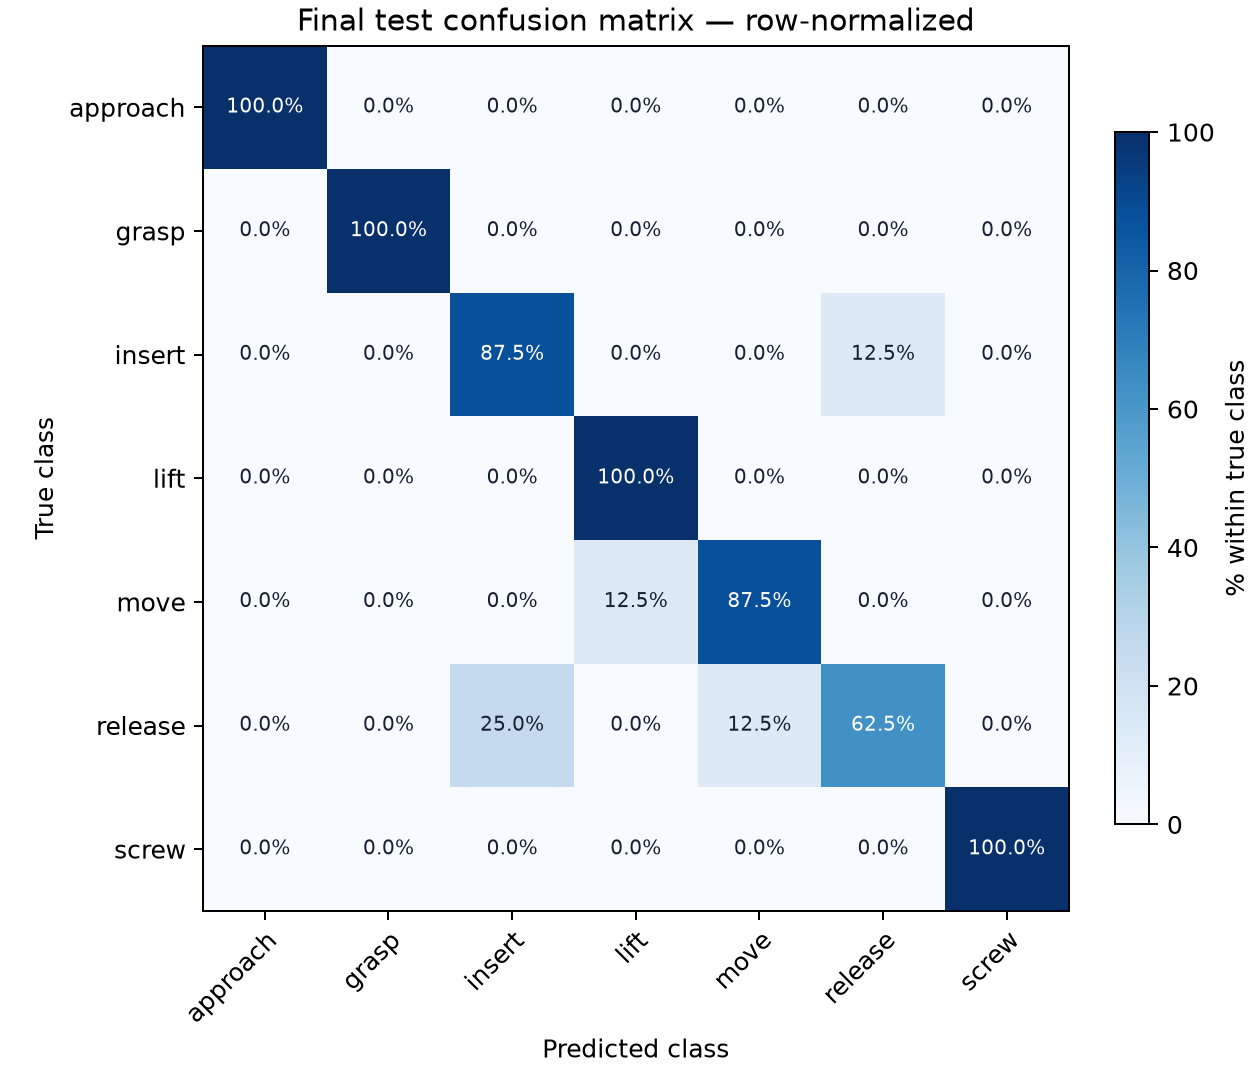 Final test confusion matrix — row-normalized
approach 100.0% 0.0% 0.0% 0.0% 0.0% 0.0% 0.0%
grasp 0.0% 100.0% 0.0% 0.0% 0.0% 0.0% 0.0%
insert 0.0% 0.0% 87.5% 0.0% 0.0% 12.5% 0.0%
lift 0.0% 0.0% 0.0% 100.0% 0.0% 0.0% 0.0%
move 0.0% 0.0% 0.0% 12.5% 87.5% 0.0% 0.0%
release 0.0% 0.0% 25.0% 0.0% 12.5% 62.5% 0.0%
screw 0.0% 0.0% 0.0% 0.0% 0.0% 0.0% 100.0%
True class
approach grasp insert lift move release screw
Predicted class
100
80
60
40
20
0
% within true class